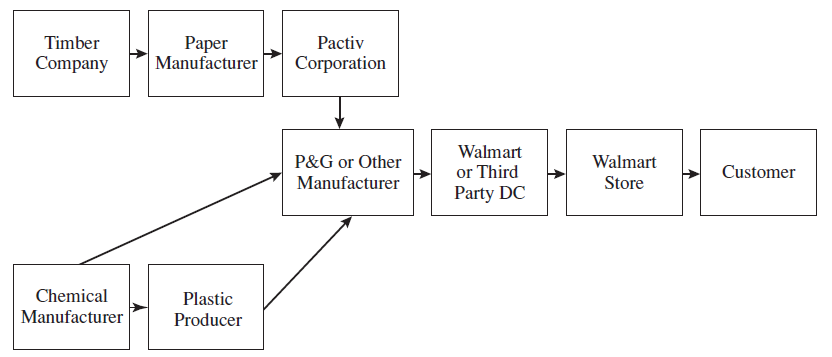 Timber
Company
Paper
Manufacturer
Pactiv
Corporation
P&G or Other
Manufacturer
Walmart
or Third
Party DC
Walmart
Store
Customer
Chemical
Manufacturer
Plastic
Producer